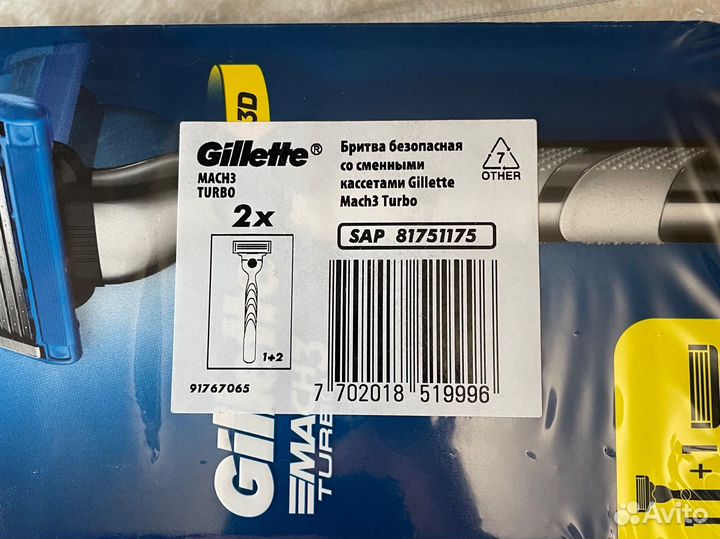 3D
Gillette®
MACH3
TURBO
2x
1+2
91767065
Бритва безопасная
со сменными
кассетами Gillette
Mach3 Turbo
7
OTHER
SAP 81751175
7 702018 519996
Gillette
MACH3
TURBO
+1
Avito